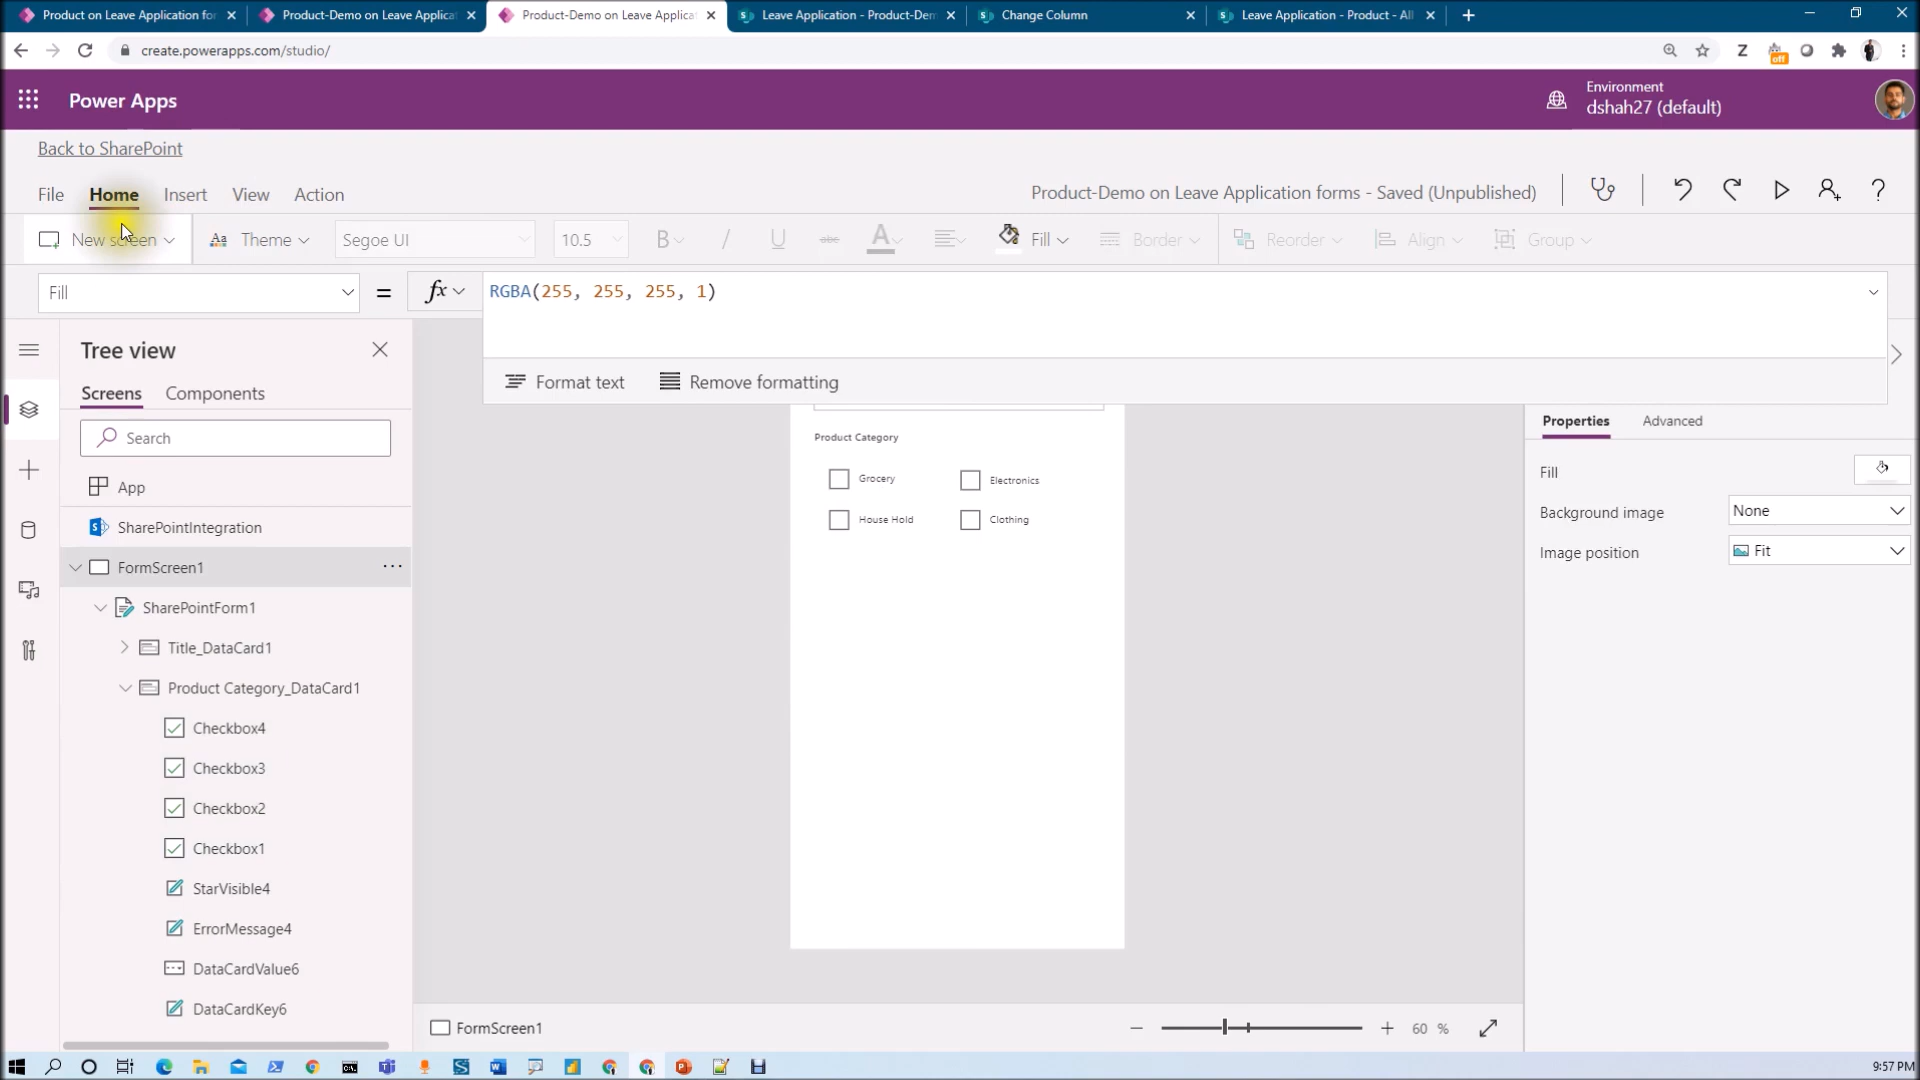 Product on Leave Application for
Product-Demo on Leave Applica
Product-Demo on Leave Applicat
Leave Application - Product-Dem
Change Column
Leave Application - Product - All
create.powerapps.com/studio/
Z
off
Power Apps
Environment
dshah27 (default)
Back to SharePoint
File
Home
Insert
View
Action
Product-Demo on Leave Application forms - Saved (Unpublished)
New screen
Theme
Segoe UI
10.5
B
/
U
abc
A
Fill
Border
Reorder
Align
Group
Fill
=
fx
RGBA(255, 255, 255, 1)
Format text
Remove formatting
Tree view
Screens
Components
Search
App
SharePointIntegration
FormScreen1
SharePointForm1
Title_DataCard1
Product Category_DataCard1
Checkbox4
Checkbox3
Checkbox2
Checkbox1
StarVisible4
ErrorMessage4
DataCardValue6
DataCardKey6
Product Category
Grocery
Electronics
House Hold
Clothing
Properties
Advanced
Fill
Background image
None
Image position
Fit
FormScreen1
60 %
9:57 PM